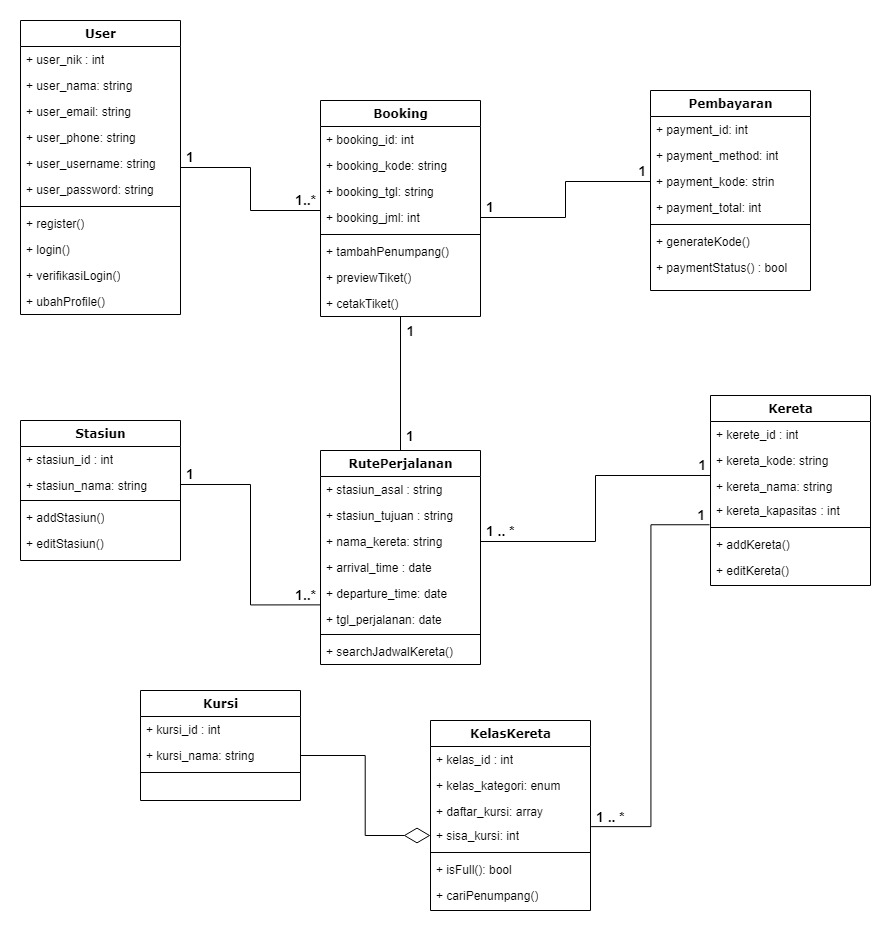 User
+ user_nik : int
+ user_nama: string
+ user_email: string
+ user_phone: string
+ user_username: string
+ user_password: string
+ register()
+ login()
+ verifikasiLogin()
+ ubahProfile()
1
1..*
Booking
+ booking_id: int
+ booking_kode: string
+ booking_tgl: string
+ booking_jml: int
+ tambahPenumpang()
+ previewTiket()
+ cetakTiket()
1
1
Pembayaran
+ payment_id: int
+ payment_method: int
+ payment_kode: strin
+ payment_total: int
+ generateKode()
+ paymentStatus() : bool
1
1
Stasiun
+ stasiun_id : int
+ stasiun_nama: string
+ addStasiun()
+ editStasiun()
1
1..*
RutePerjalanan
+ stasiun_asal : string
+ stasiun_tujuan : string
+ nama_kereta: string
+ arrival_time : date
+ departure_time: date
+ tgl_perjalanan: date
+ searchJadwalKereta()
1 .. *
1
Kereta
+ kerete_id : int
+ kereta_kode: string
+ kereta_nama: string
+ kereta_kapasitas : int
+ addKereta()
+ editKereta()
1
Kursi
+ kursi_id : int
+ kursi_nama: string
KelasKereta
+ kelas_id : int
+ kelas_kategori: enum
+ daftar_kursi: array
+ sisa_kursi: int
+ isFull(): bool
+ cariPenumpang()
1 .. *